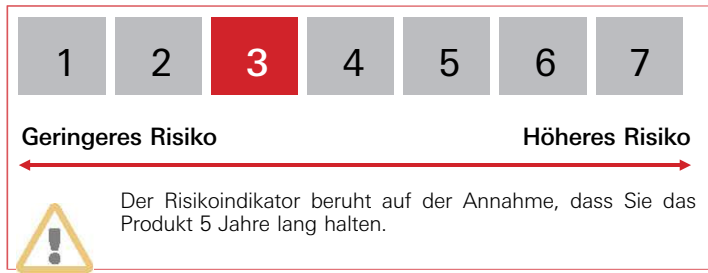 1 2 3 4 5 6 7
Geringeres Risiko Höheres Risiko
Der Risikoindikator beruht auf der Annahme, dass Sie das
Produkt 5 Jahre lang halten.